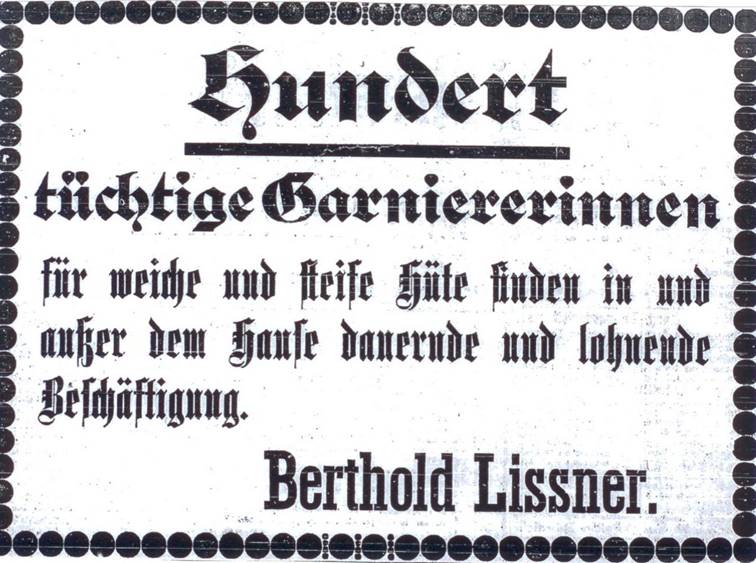 Hundert
tüchtige Garniererinnen
für weiche und steife Hüte finden in und
außer dem Hause dauernde und lohnende
Beschäftigung.
Berthold Lissner.